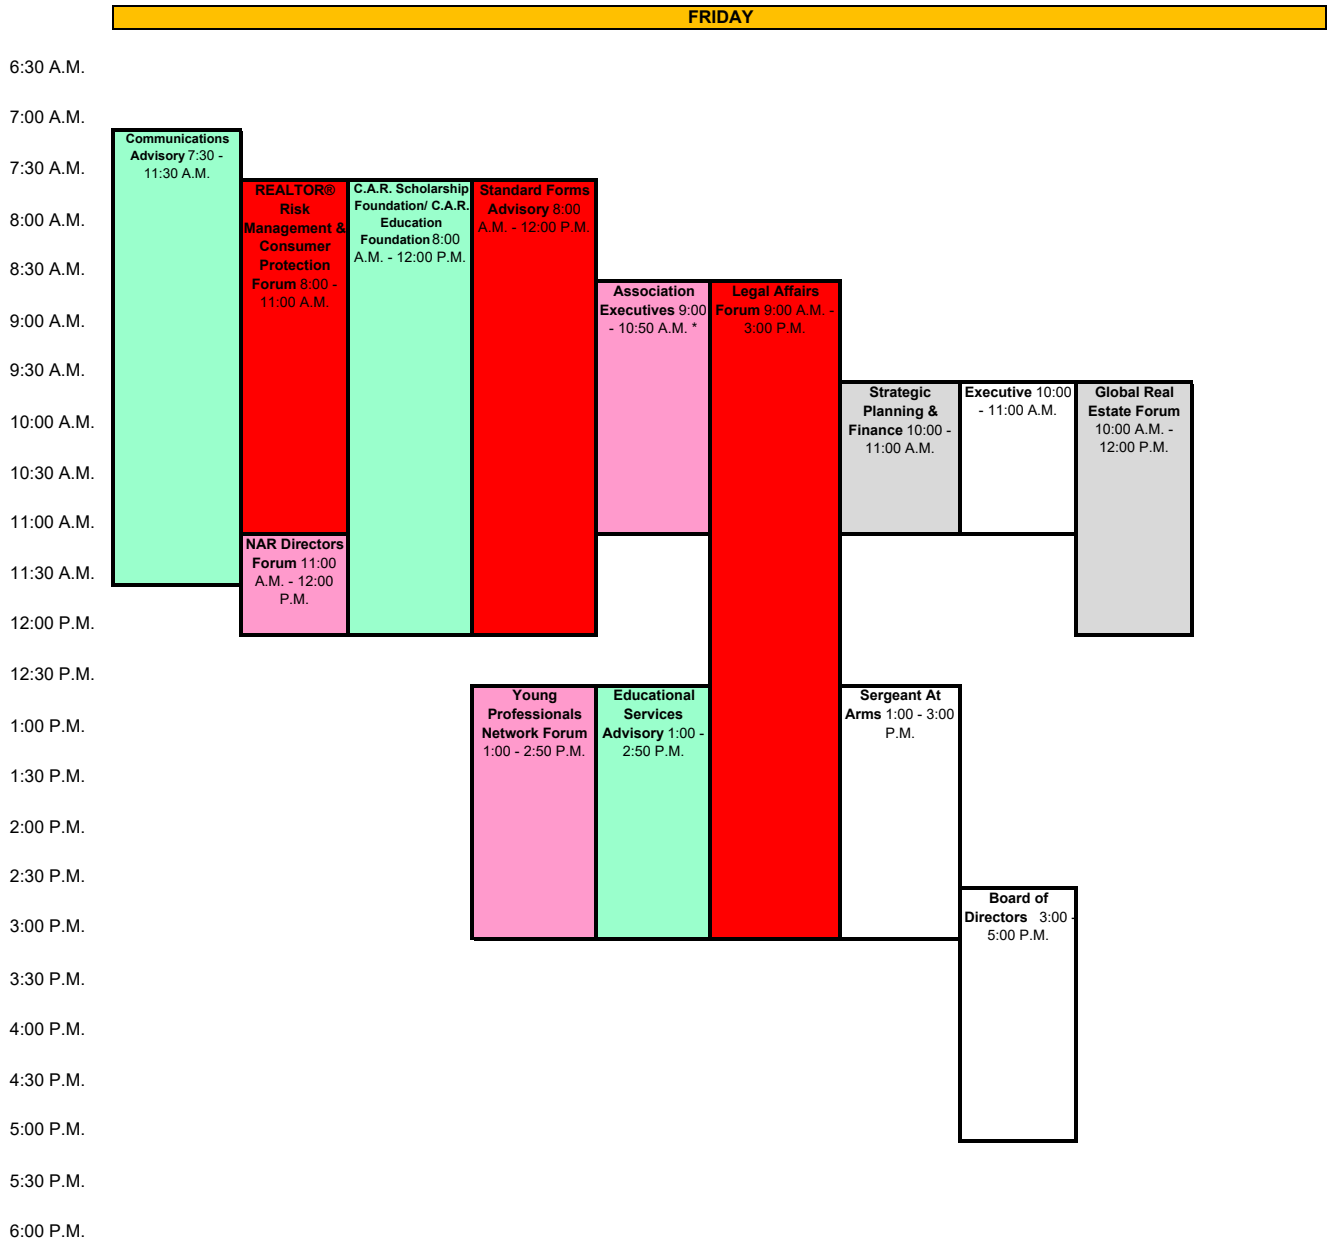 FRIDAY
6:30 A.M.
7:00 A.M.
7:30 A.M.
8:00 A.M.
8:30 A.M.
9:00 A.M.
9:30 A.M.
10:00 A.M.
10:30 A.M.
11:00 A.M.
11:30 A.M.
12:00 P.M.
12:30 P.M.
1:00 P.M.
1:30 P.M.
2:00 P.M.
2:30 P.M.
3:00 P.M.
3:30 P.M.
4:00 P.M.
4:30 P.M.
5:00 P.M.
5:30 P.M.
6:00 P.M.
Communications
Advisory 7:30 -
11:30 A.M.
REALTOR®
Risk
Management &
Consumer
Protection
Forum 8:00 -
11:00 A.M.
NAR Directors
Forum 11:00
A.M. - 12:00
P.M.
C.A.R. Scholarship
Foundation/ C.A.R.
Education
Foundation 8:00
A.M. - 12:00 P.M.
Standard Forms
Advisory 8:00
A.M. - 12:00 P.M.
Association
Executives 9:00
- 10:50 A.M. *
Legal Affairs
Forum 9:00 A.M. -
3:00 P.M.
Strategic
Planning &
Finance 10:00 -
11:00 A.M.
Executive 10:00
- 11:00 A.M.
Global Real
Estate Forum
10:00 A.M. -
12:00 P.M.
Young
Professionals
Network Forum
1:00 - 2:50 P.M.
Educational
Services
Advisory 1:00 -
2:50 P.M.
Sergeant At
Arms 1:00 - 3:00
P.M.
Board of
Directors 3:00 -
5:00 P.M.